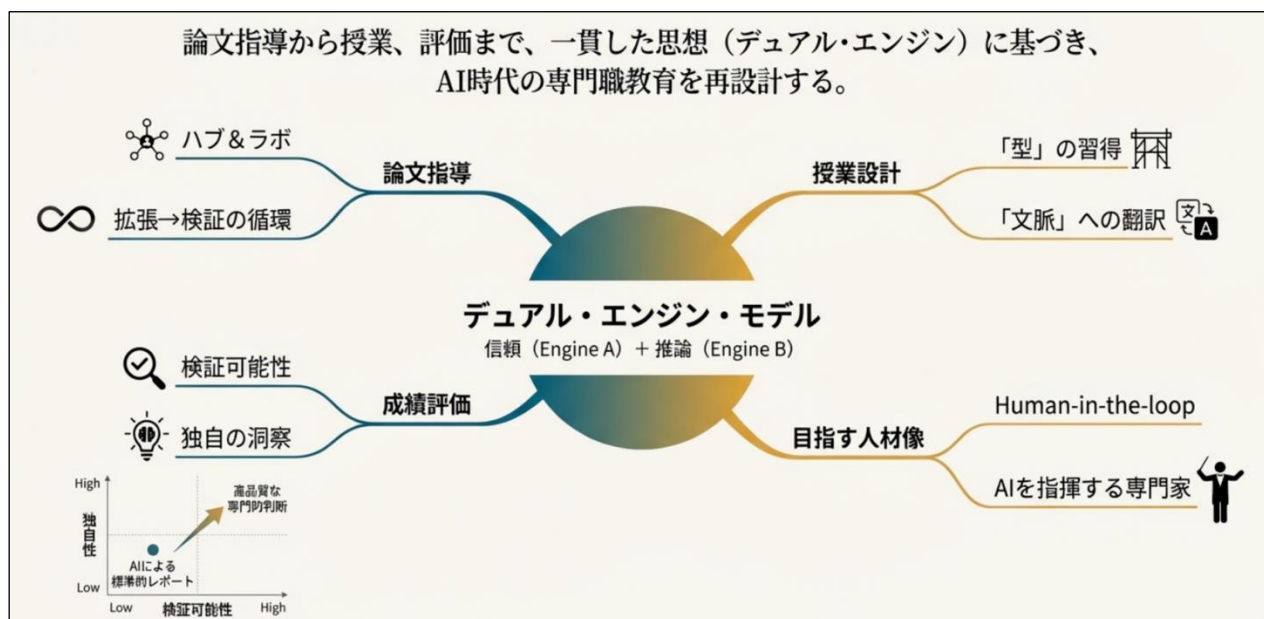 論文指導から授業、評価まで、一貫した思想（デュアル・エンジン）に基づき、
AI時代の専門職教育を再設計する。
ハブ＆ラボ
論文指導
拡張→検証の循環
授業設計
「型」の習得
「文脈」への翻訳
文
A
デュアル・エンジン・モデル
信頼（Engine A）＋ 推論（Engine B）
検証可能性
成績評価
独自の洞察
目指す人材像
Human-in-the-loop
AIを指揮する専門家
High
独自性
Low
高品質な
専門的判断
AIによる
標準的レポート
Low
検証可能性
High